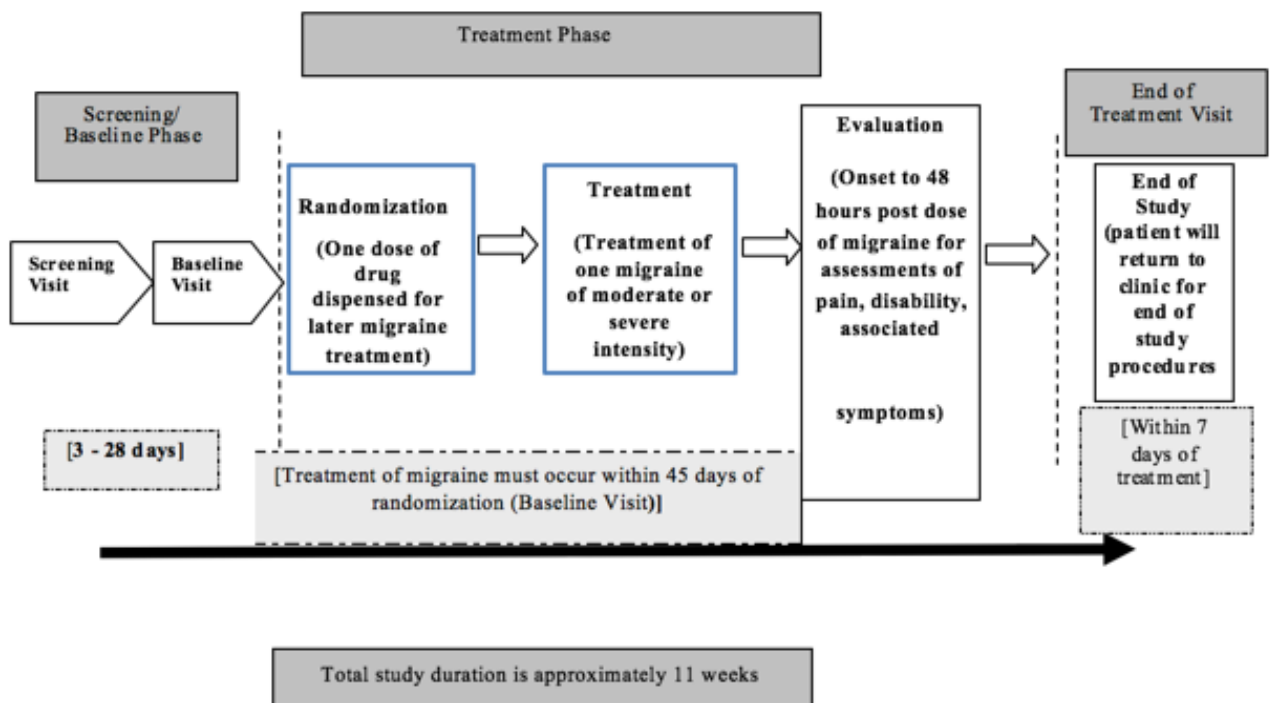 Treatment Phase
Screening/
Baseline Phase
End of
Treatment Visit
Screening
Visit
Baseline
Visit
Randomization
(One dose of
drug
dispensed for
later migraine
treatment)
Treatment
(Treatment of
one migraine
of moderate or
severe
intensity)
Evaluation
(Onset to 48
hours post dose
of migraine for
assessments of
pain, disability,
associated
symptoms)
End of
Study
(patient will
return to
clinic for
end of
study
procedures
[3 - 28 days]
[Treatment of migraine must occur within 45 days of
randomization (Baseline Visit)]
[Within 7
days of
treatment]
Total study duration is approximately 11 weeks